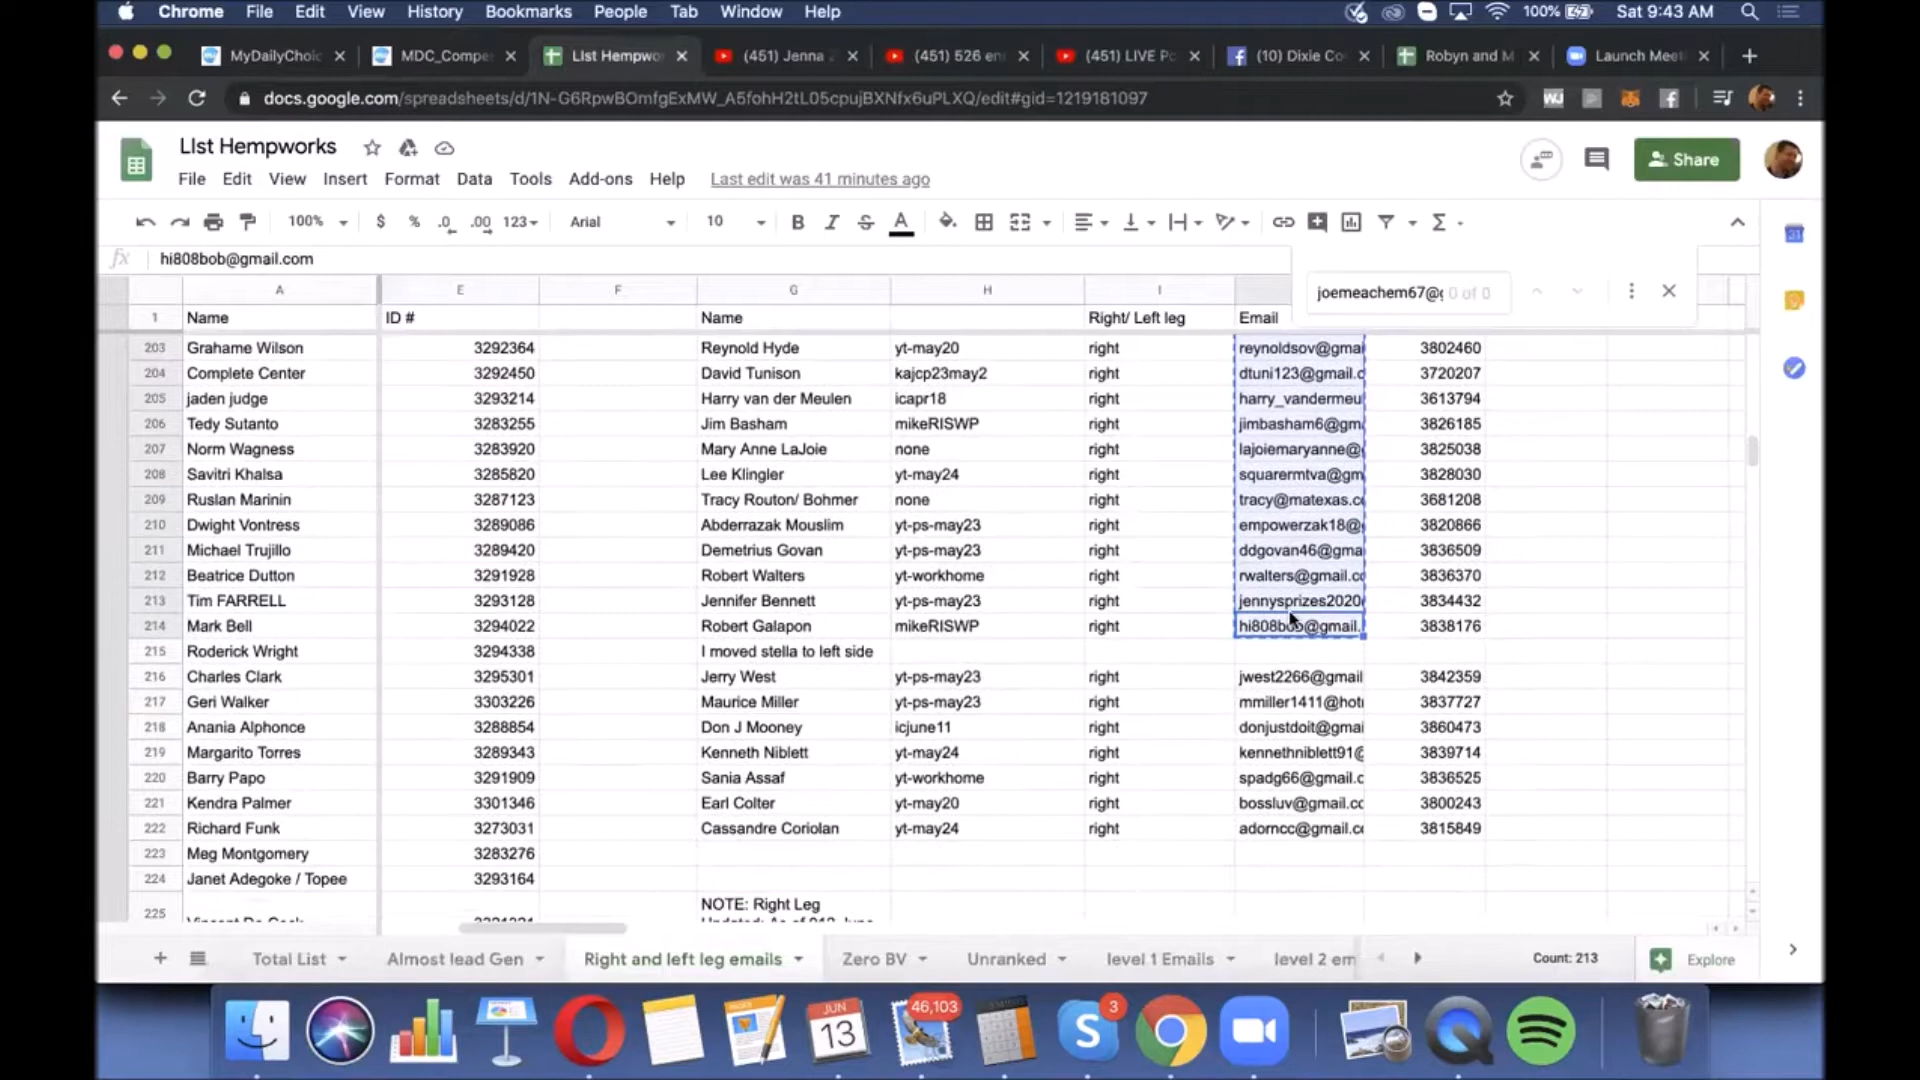 Chrome File Edit View History Bookmarks People Tab Window Help 100% Sat 9:43 AM
MyDailyChoic MDC_Compe LIst Hempwo (451) Jenna (451) 526 en (451) LIVE Po (10) Dixie Co Robyn and M Launch Meet
docs.google.com/spreadsheets/d/1N-G6RpwBOmfgExMW_A5fohH2tL05cpujBXNfx6uPLXQ/edit#gid=1219181097
LIst Hempworks Share
File Edit View Insert Format Data Tools Add-ons Help Last edit was 41 minutes ago
100% $ % .0 .00 123 Arial 10 B I S A
fx hi808bob@gmail.com
joemeachem67@g 0 of 0
A E F G H I
1 Name ID # Name Right/ Left leg Email
203 Grahame Wilson 3292364 Reynold Hyde yt-may20 right reynoldsov@gmai 3802460
204 Complete Center 3292450 David Tunison kajcp23may2 right dtuni123@gmail.c 3720207
205 jaden judge 3293214 Harry van der Meulen icapr18 right harry_vandermeu 3613794
206 Tedy Sutanto 3283255 Jim Basham mikeRISWP right jimbasham6@gm 3826185
207 Norm Wagness 3283920 Mary Anne LaJoie none right lajoiemaryanne@ 3825038
208 Savitri Khalsa 3285820 Lee Klingler yt-may24 right squarermtva@gm 3828030
209 Ruslan Marinin 3287123 Tracy Routon/ Bohmer none right tracy@matexas.c 3681208
210 Dwight Vontress 3289086 Abderrazak Mouslim yt-ps-may23 right empowerzak18@ 3820866
211 Michael Trujillo 3289420 Demetrius Govan yt-ps-may23 right ddgovan46@gma 3836509
212 Beatrice Dutton 3291928 Robert Walters yt-workhome right rwalters@gmail.c 3836370
213 Tim FARRELL 3293128 Jennifer Bennett yt-ps-may23 right jennysprizes2020 3834432
214 Mark Bell 3294022 Robert Galapon mikeRISWP right hi808bob@gmail. 3838176
215 Roderick Wright 3294338 I moved stella to left side
216 Charles Clark 3295301 Jerry West yt-ps-may23 right jwest2266@gmail 3842359
217 Geri Walker 3303226 Maurice Miller yt-ps-may23 right mmiller1411@hot 3837727
218 Anania Alphonce 3288854 Don J Mooney icjune11 right donjustdoit@gmai 3860473
219 Margarito Torres 3289343 Kenneth Niblett yt-may24 right kennethniblett91@ 3839714
220 Barry Papo 3291909 Sania Assaf yt-workhome right spadg66@gmail.c 3836525
221 Kendra Palmer 3301346 Earl Colter yt-may20 right bossluv@gmail.c 3800243
222 Richard Funk 3273031 Cassandre Coriolan yt-may24 right adorncc@gmail.c 3815849
223 Meg Montgomery 3283276
224 Janet Adegoke / Topee 3293164
225 NOTE: Right Leg
Total List Almost lead Gen Right and left leg emails Zero BV Unranked level 1 Emails level 2 em Count: 213 Explore
JUN 13 46,103 S 3